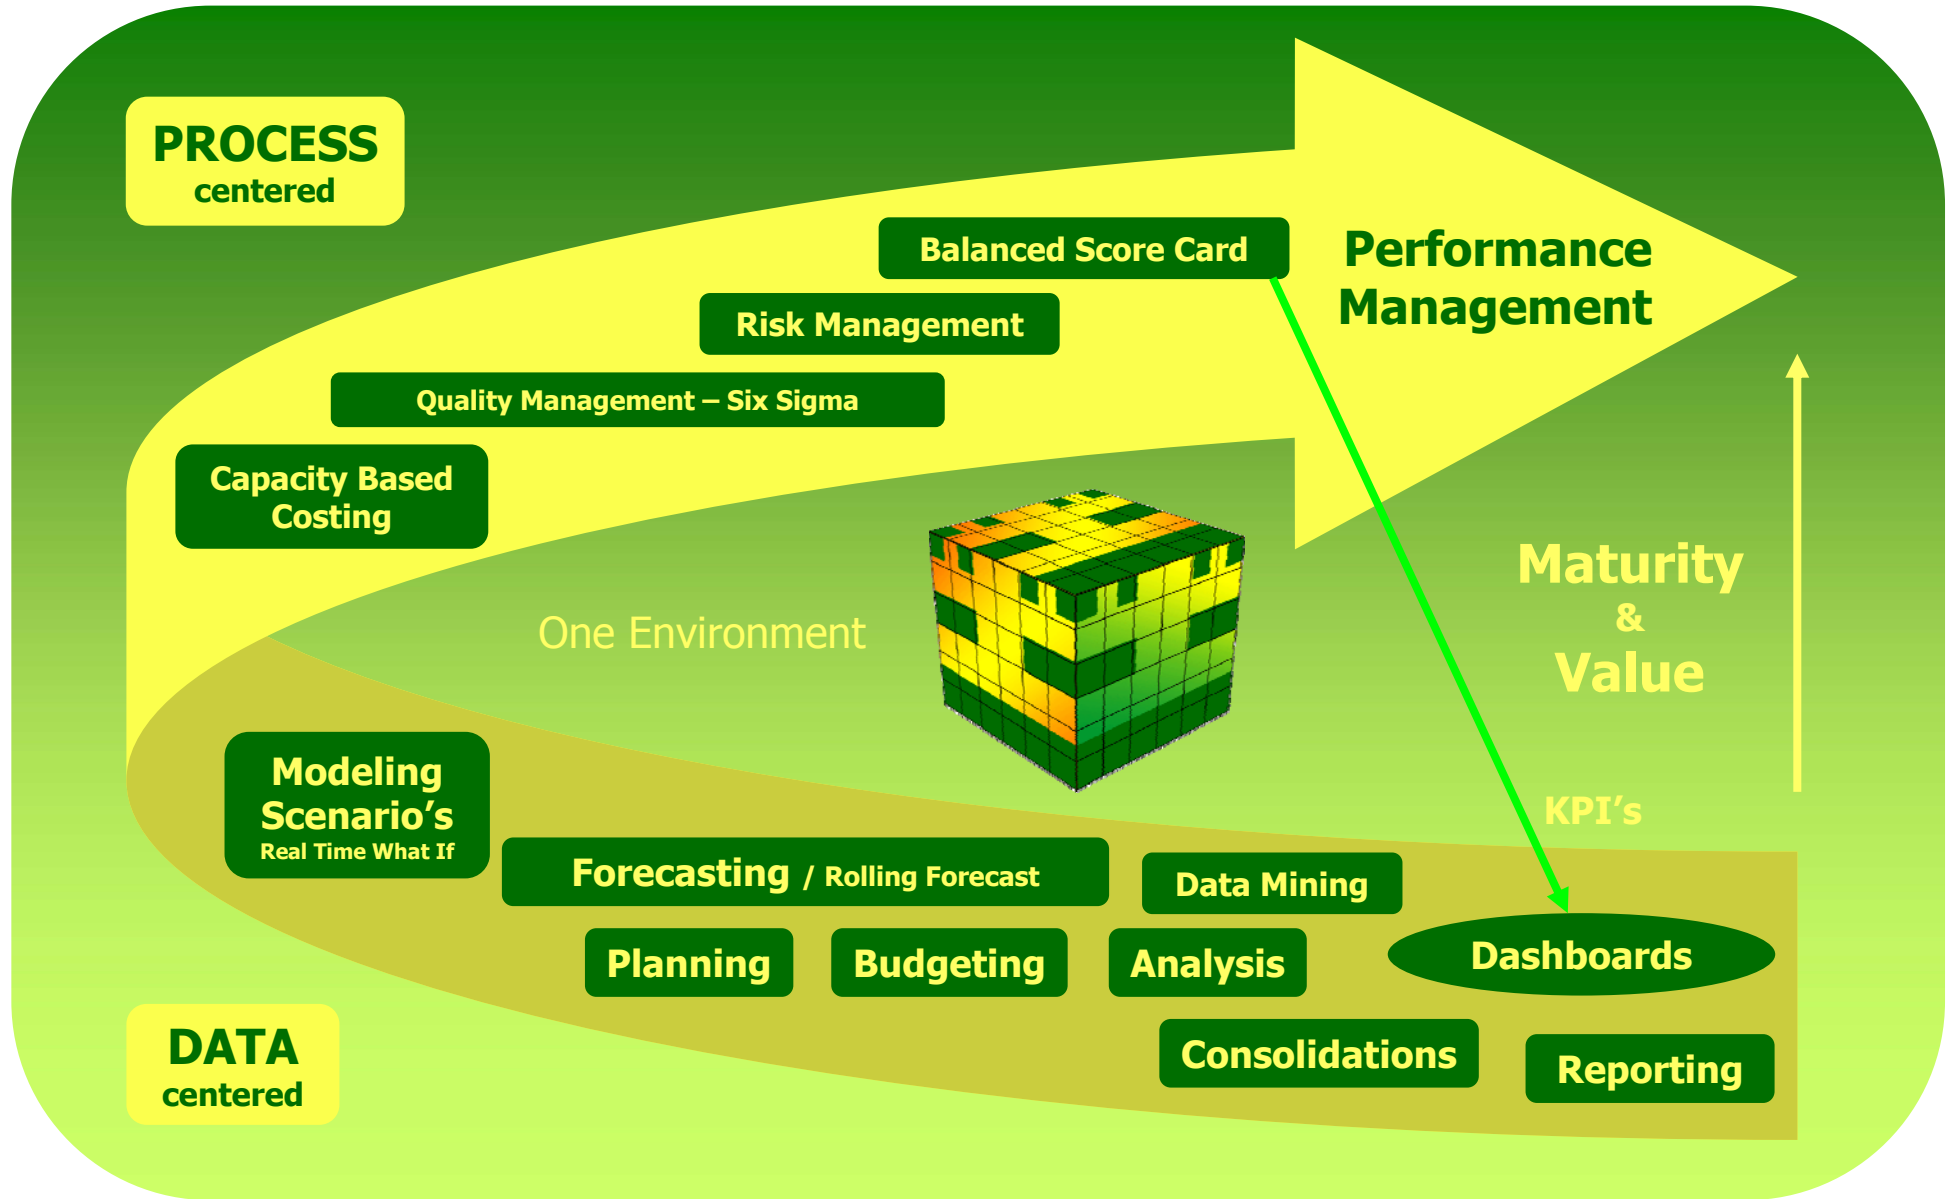 PROCESS
centered
Balanced Score Card
Performance
Management
Risk Management
Quality Management – Six Sigma
Capacity Based
Costing
One Environment
Maturity
&
Value
Modeling
Scenario’s
Real Time What If
KPI’s
Forecasting / Rolling Forecast
Data Mining
Planning
Budgeting
Analysis
Dashboards
DATA
centered
Consolidations
Reporting